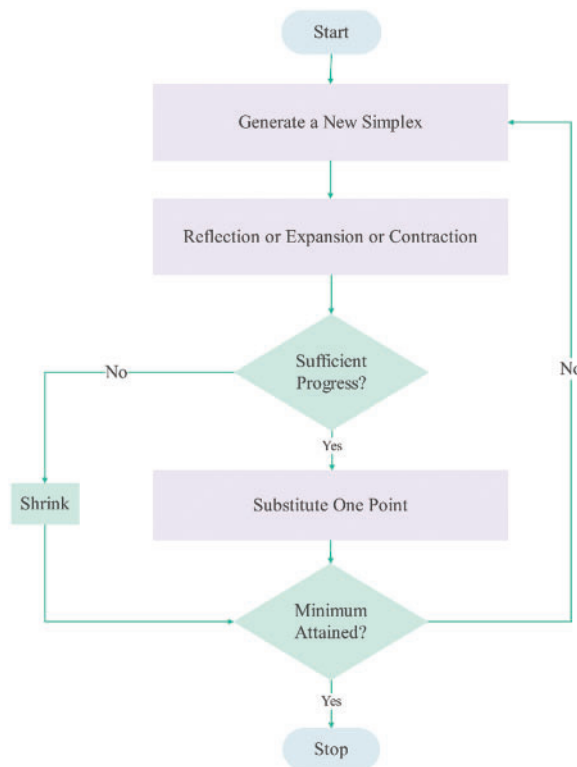 Start
Generate a New Simplex
Reflection or Expansion or Contraction
Sufficient
Progress?
No
No
Yes
Shrink
Substitute One Point
Minimum
Attained?
Yes
Stop